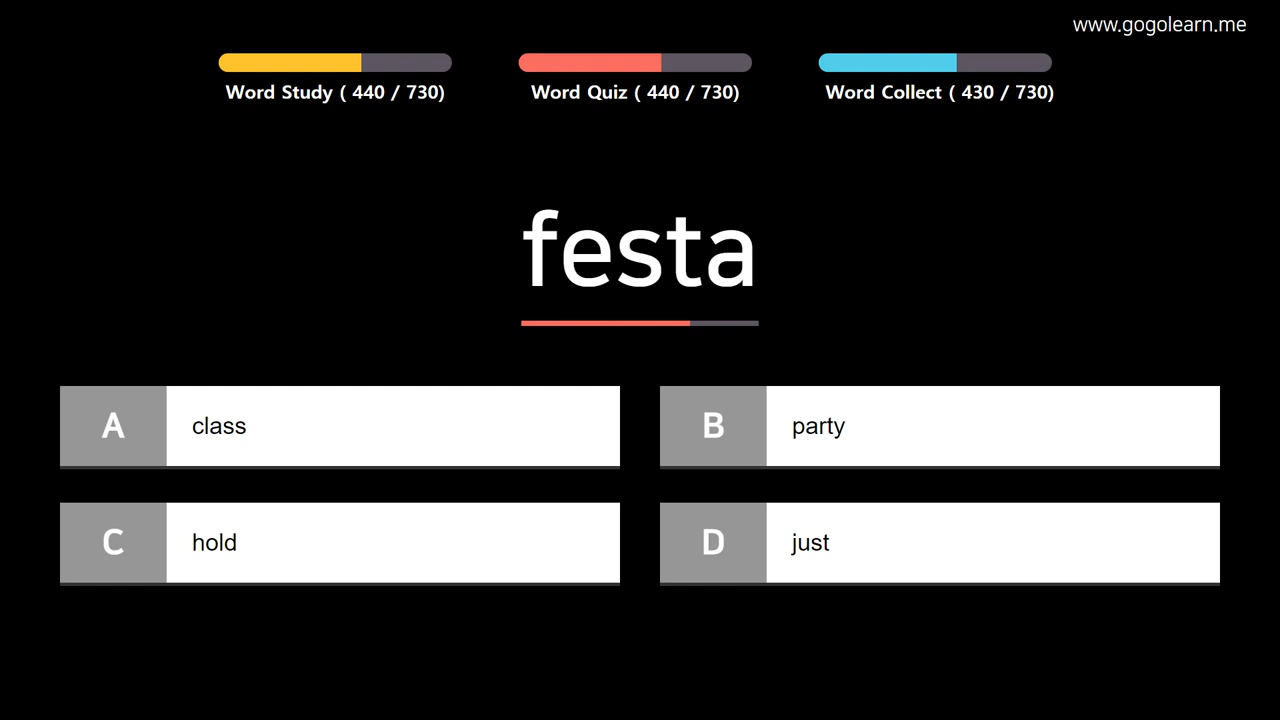 www.gogolearn.me
Word Study ( 440 / 730)
Word Quiz ( 440 / 730)
Word Collect ( 430 / 730)
festa
A class
B party
C hold
D just